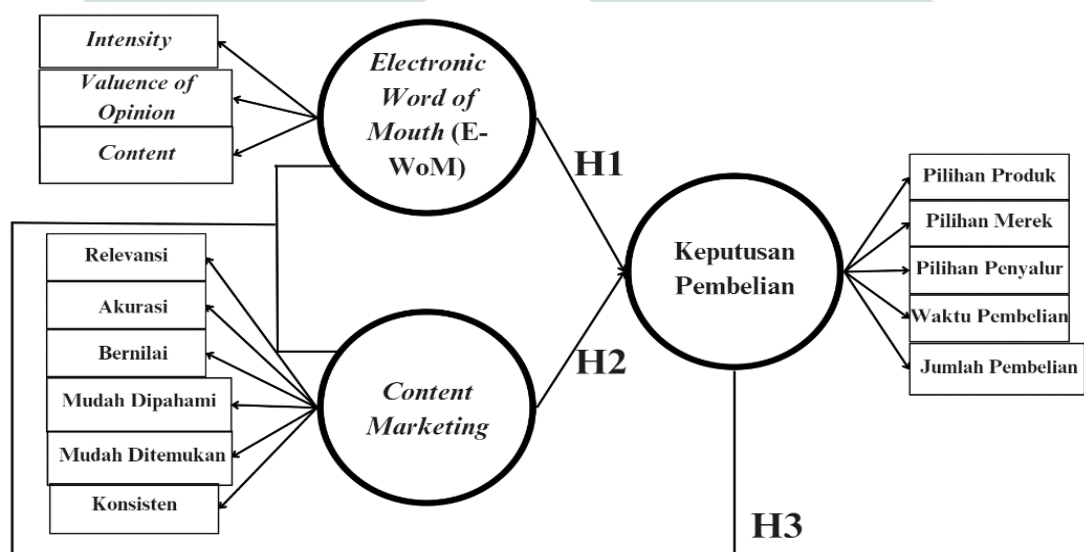 Intensity
Valuence of
Opinion
Content
Electronic
Word of
Mouth (E-
WoM)
H1
Relevansi
Akurasi
Bernilai
Mudah Dipahami
Mudah Ditemukan
Konsisten
Content
Marketing
H2
Keputusan
Pembelian
Pilihan Produk
Pilihan Merek
Pilihan Penyalur
Waktu Pembelian
Jumlah Pembelian
H3